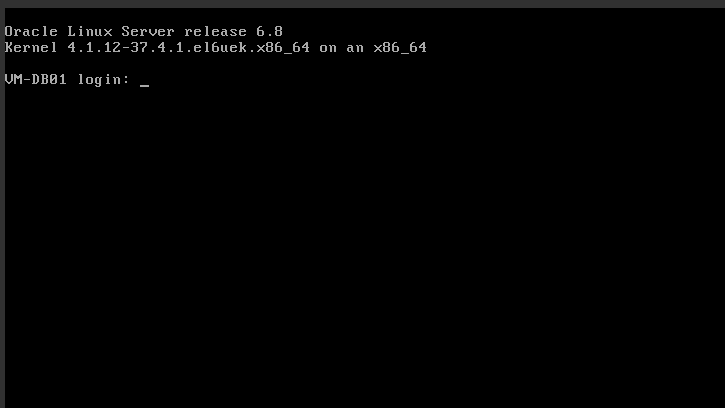 Oracle Linux Server release 6.8
Kernel 4.1.12-37.4.1.el6uek.x86_64 on an x86_64
VM-DB01 login: _